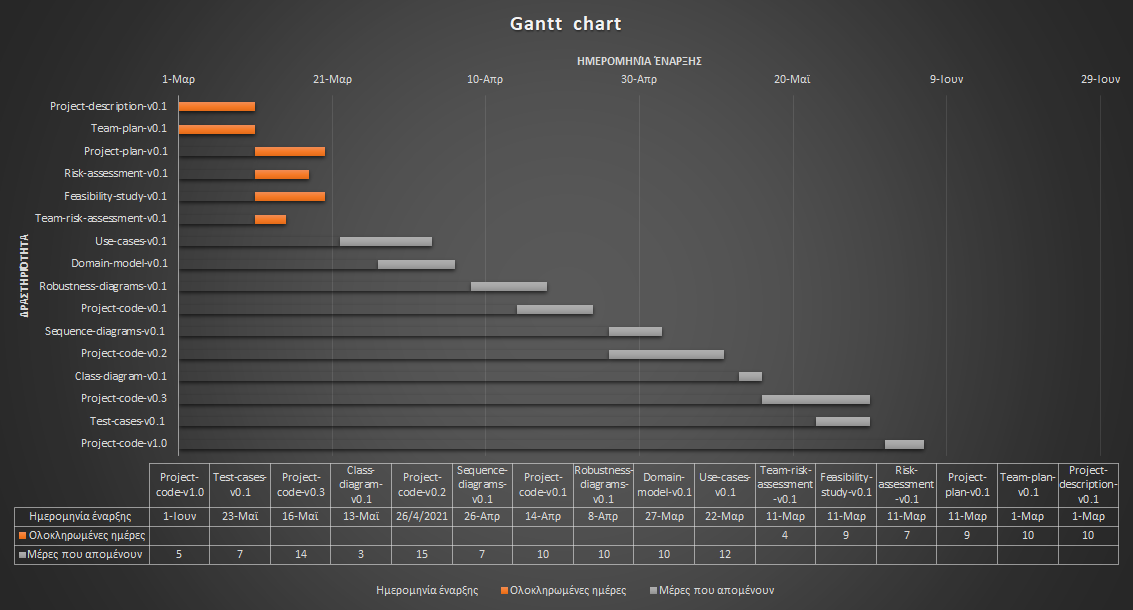 Gantt chart
ΗΜΕΡΟΜΗΝΊΑ ΈΝΑΡΞΗΣ
1-Μαρ 21-Μαρ 10-Απρ 30-Απρ 20-Μαϊ 9-Ιουν 29-Ιουν
ΔΡΑΣΤΗΡΙΌΤΗΤΑ
Project-description-v0.1
Team-plan-v0.1
Project-plan-v0.1
Risk-assessment-v0.1
Feasibility-study-v0.1
Team-risk-assessment-v0.1
Use-cases-v0.1
Domain-model-v0.1
Robustness-diagrams-v0.1
Project-code-v0.1
Sequence-diagrams-v0.1
Project-code-v0.2
Class-diagram-v0.1
Project-code-v0.3
Test-cases-v0.1
Project-code-v1.0
Project-code-v1.0 Test-cases-v0.1 Project-code-v0.3 Class-diagram-v0.1 Project-code-v0.2 Sequence-diagrams-v0.1 Project-code-v0.1 Robustness-diagrams-v0.1 Domain-model-v0.1 Use-cases-v0.1 Team-risk-assessment-v0.1 Feasibility-study-v0.1 Risk-assessment-v0.1 Project-plan-v0.1 Team-plan-v0.1 Project-description-v0.1
Ημερομηνία έναρξης 1-Ιουν 23-Μαϊ 16-Μαϊ 13-Μαϊ 26/4/2021 26-Απρ 14-Απρ 8-Απρ 27-Μαρ 22-Μαρ 11-Μαρ 11-Μαρ 11-Μαρ 11-Μαρ 1-Μαρ 1-Μαρ
Ολοκληρωμένες ημέρες 4 9 7 9 10 10
Μέρες που απομένουν 5 7 14 3 15 7 10 10 10 12
Ημερομηνία έναρξης Ολοκληρωμένες ημέρες Μέρες που απομένουν